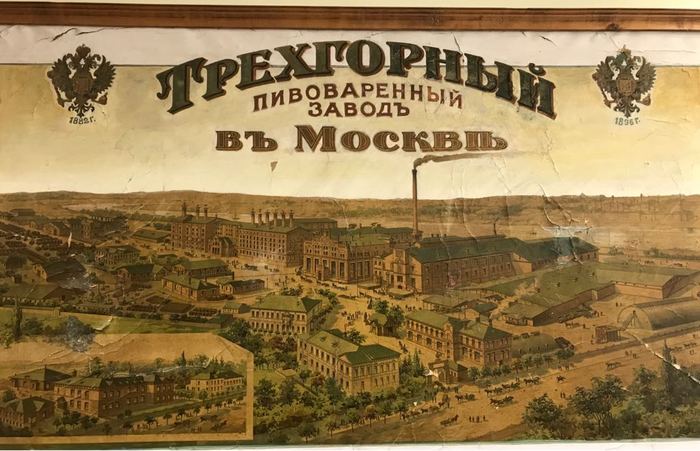 ТРЕХГОРНЫЙ
ПИВОВАРЕННЫЙ
ЗАВОДЪ
ВЪ МОСКВѢ
1882г.
1896г.